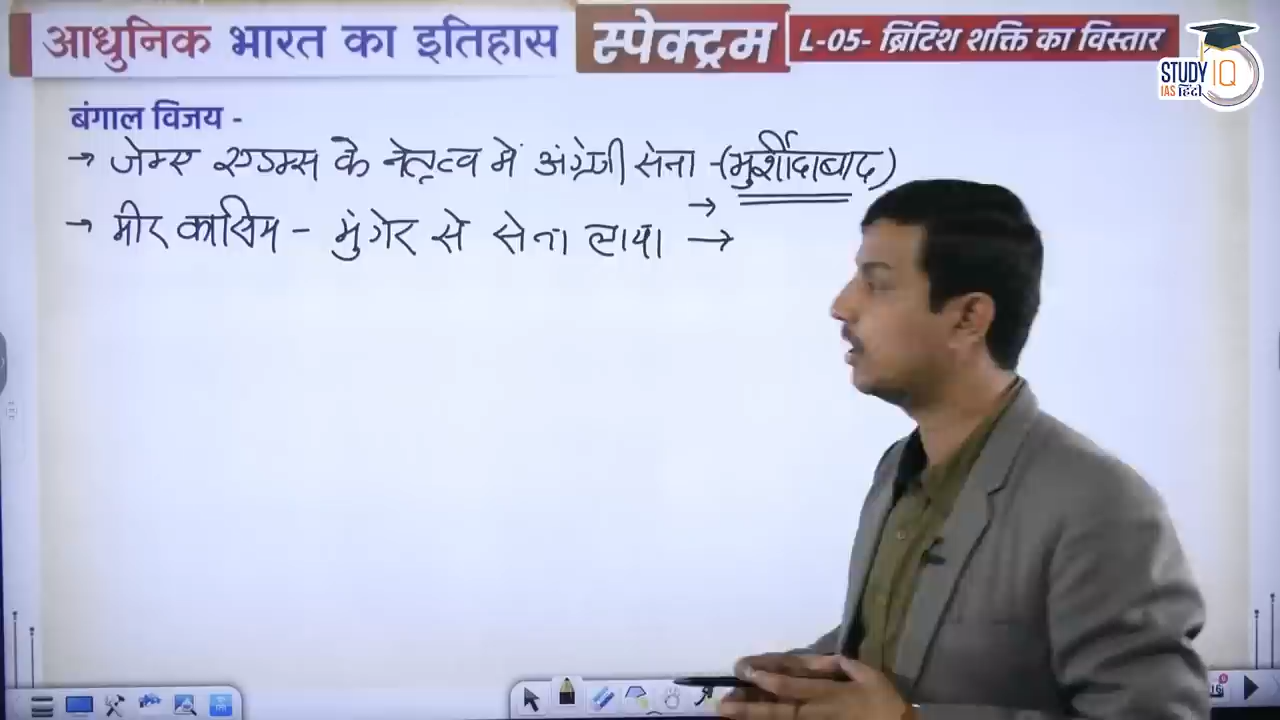 आधुनिक भारत का इतिहास स्पेक्ट्रम L-05- ब्रिटिश शक्ति का विस्तार
STUDY IQ
IAS हिंदी
बंगाल विजय -
→ जेम्स एडम्स के नेतृत्व में अंग्रेजी सेना -(मुर्शीदाबाद)
→ मीर कासिम - मुंगेर से सेना लाया →